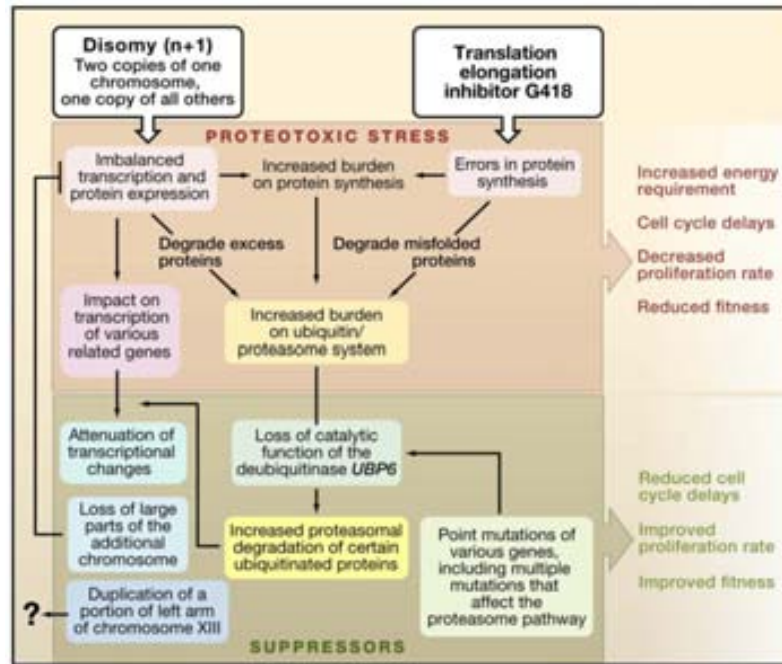 Disomy (n+1)
Two copies of one
chromosome,
one copy of all others
Translation
elongation
inhibitor G418
PROTEOTOXIC STRESS
Imbalanced
transcription and
protein expression
Increased burden
on protein synthesis
Errors in protein
synthesis
Degrade excess
proteins
Degrade misfolded
proteins
Impact on
transcription
of various
related genes
Increased burden
on ubiquitin/
proteasome system
Increased energy
requirement
Cell cycle delays
Decreased
proliferation rate
Reduced fitness
Attenuation of
transcriptional
changes
Loss of catalytic
function of the
deubiquitinase UBP6
Loss of large
parts of the
additional
chromosome
Increased proteasomal
degradation of certain
ubiquitinated proteins
Point mutations of
various genes,
including multiple
mutations that
affect the
proteasome pathway
?
Duplication of a
portion of left arm
of chromosome XIII
SUPPRESSORS
Reduced cell
cycle delays
Improved
proliferation rate
Improved fitness